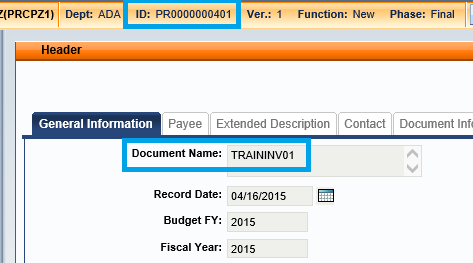 Z(PRCPZ1) Dept: ADA ID: PR0000000401 Ver.: 1 Function: New Phase: Final
Header
General Information Payee Extended Description Contact Document Info
Document Name: TRAININV01
Record Date: 04/16/2015
Budget FY: 2015
Fiscal Year: 2015